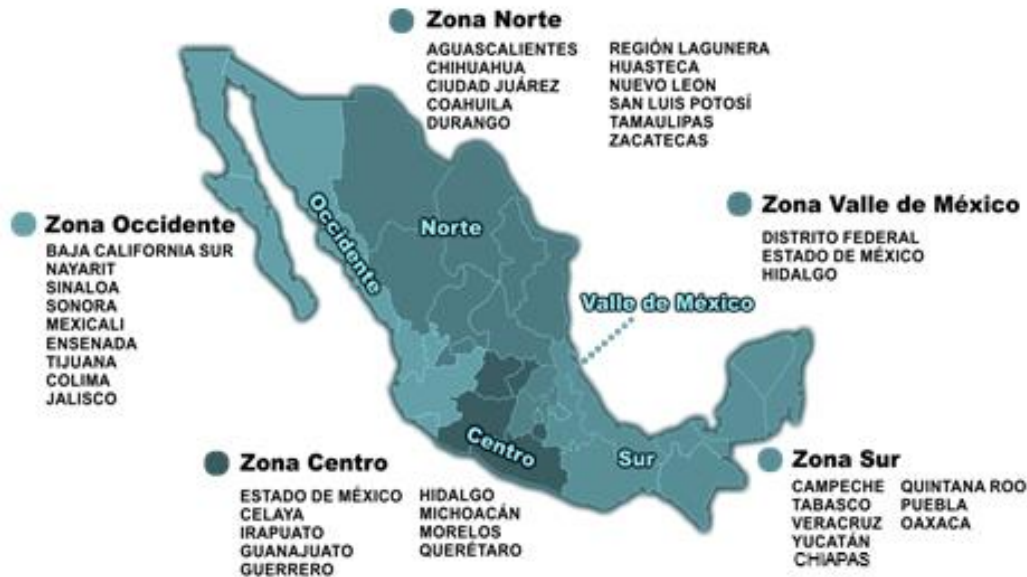 Zona Norte
AGUASCALIENTES
CHIHUAHUA
CIUDAD JUÁREZ
COAHUILA
DURANGO
REGIÓN LAGUNERA
HUASTECA
NUEVO LEON
SAN LUIS POTOSÍ
TAMAULIPAS
ZACATECAS
Zona Occidente
BAJA CALIFORNIA SUR
NAYARIT
SINALOA
SONORA
MEXICALI
ENSENADA
TIJUANA
COLIMA
JALISCO
Occidente
Norte
Zona Valle de México
DISTRITO FEDERAL
ESTADO DE MÉXICO
HIDALGO
Valle de México
Centro
Sur
Zona Centro
ESTADO DE MÉXICO
CELAYA
IRAPUATO
GUANAJUATO
GUERRERO
HIDALGO
MICHOACÁN
MORELOS
QUERÉTARO
Zona Sur
CAMPECHE
TABASCO
VERACRUZ
YUCATÁN
CHIAPAS
QUINTANA ROO
PUEBLA
OAXACA